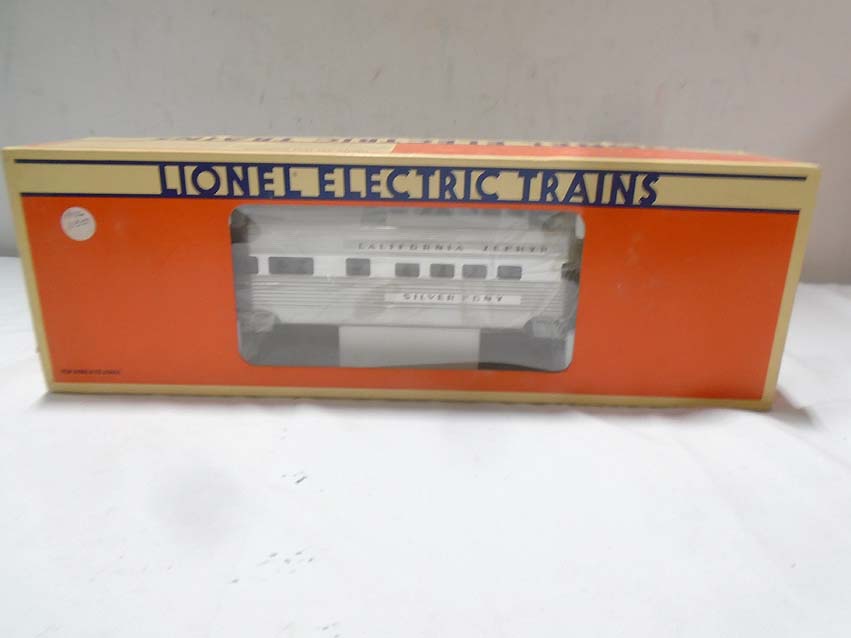 LIONEL ELECTRIC TRAINS
CALIFORNIA ZEPHYR
SILVER PONY